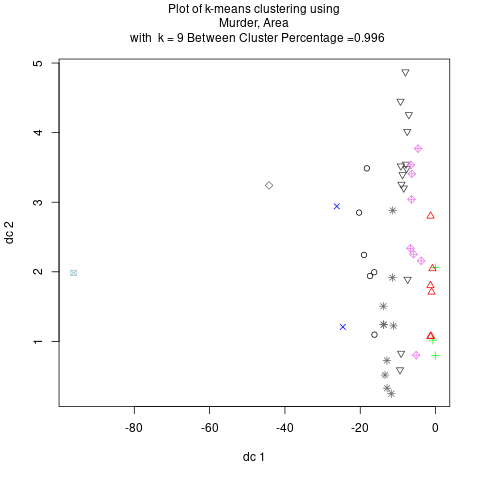 Plot of k-means clustering using
Murder, Area
with k = 9 Between Cluster Percentage =0.996
5
4
3
2
1
dc 2
-80 -60 -40 -20 0
dc 1